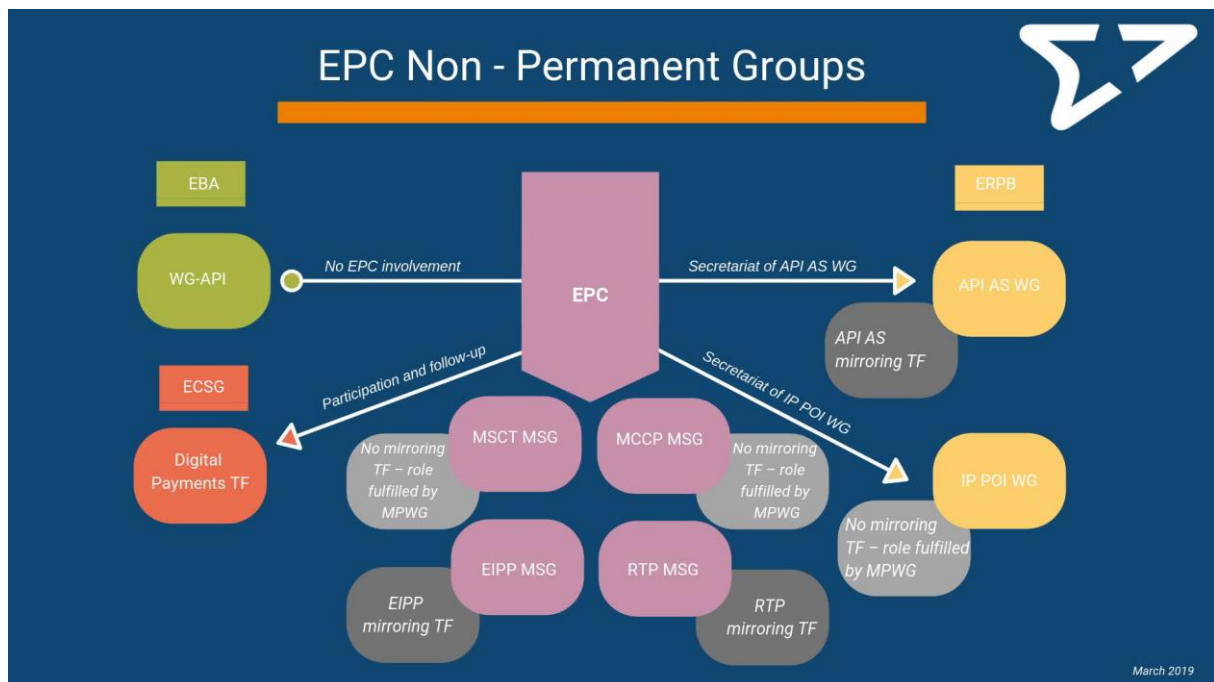 EPC Non - Permanent Groups
EBA
ERPB
WG-API
No EPC involvement
EPC
Secretariat of API AS WG
API AS WG
API AS
mirroring TF
Participation and follow-up
Secretariat of IP POI WG
ECSG
Digital
Payments TF
MSCT MSG
No mirroring
TF – role
fulfilled by
MPWG
MCCP MSG
No mirroring
TF – role
fulfilled by
MPWG
IP POI WG
No mirroring
TF – role fulfilled
by MPWG
EIPP MSG
EIPP
mirroring TF
RTP MSG
RTP
mirroring TF
March 2019